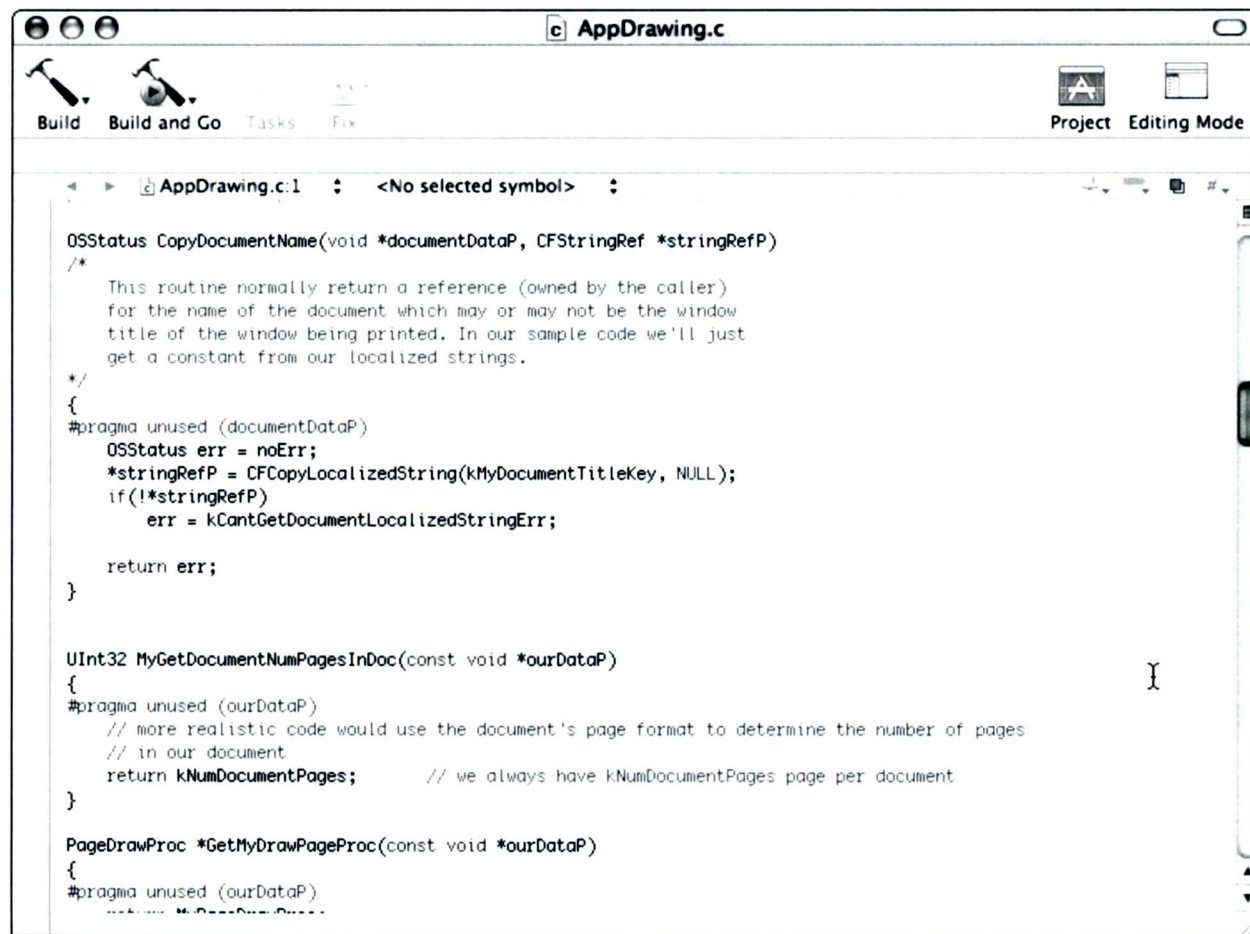 AppDrawing.c
Build Build and Go Tasks Fix Project Editing Mode
AppDrawing.c:1 <No selected symbol> #
OSStatus CopyDocumentName(void *documentDataP, CFStringRef *stringRefP)
/*
This routine normally return a reference (owned by the caller)
for the name of the document which may or may not be the window
title of the window being printed. In our sample code we'll just
get a constant from our localized strings.
*/
{
#pragma unused (documentDataP)
OSStatus err = noErr;
*stringRefP = CFCopyLocalizedString(kMyDocumentTitleKey, NULL);
if(!*stringRefP)
err = kCantGetDocumentLocalizedStringErr;
return err;
}
UInt32 MyGetDocumentNumPagesInDoc(const void *ourDataP)
{
#pragma unused (ourDataP)
// more realistic code would use the document's page format to determine the number of pages
// in our document
return kNumDocumentPages; // we always have kNumDocumentPages page per document
}
PageDrawProc *GetMyDrawPageProc(const void *ourDataP)
{
#pragma unused (ourDataP)